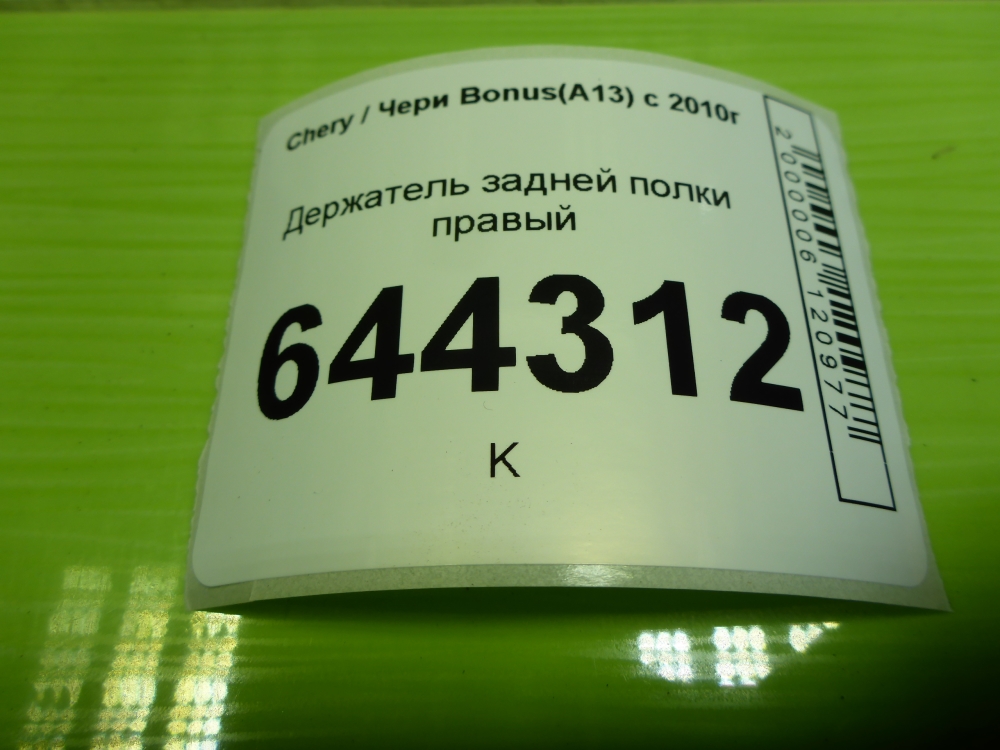 Chery / Чери Bonus(A13) с 2010г
Держатель задней полки
правый
644312
К
2000006120977